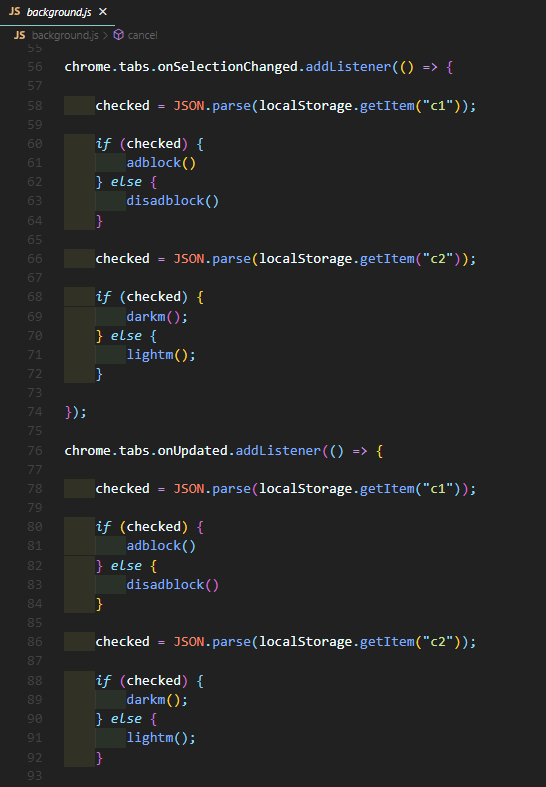 JS background.js ×
JS background.js > cancel
55
56 chrome.tabs.onSelectionChanged.addListener(() => {
57
58 checked = JSON.parse(localStorage.getItem("c1"));
59
60 if (checked) {
61 adblock()
62 } else {
63 disadblock()
64 }
65
66 checked = JSON.parse(localStorage.getItem("c2"));
67
68 if (checked) {
69 darkm();
70 } else {
71 lightm();
72 }
73
74 });
75
76 chrome.tabs.onUpdated.addListener(() => {
77
78 checked = JSON.parse(localStorage.getItem("c1"));
79
80 if (checked) {
81 adblock()
82 } else {
83 disadblock()
84 }
85
86 checked = JSON.parse(localStorage.getItem("c2"));
87
88 if (checked) {
89 darkm();
90 } else {
91 lightm();
92 }
93